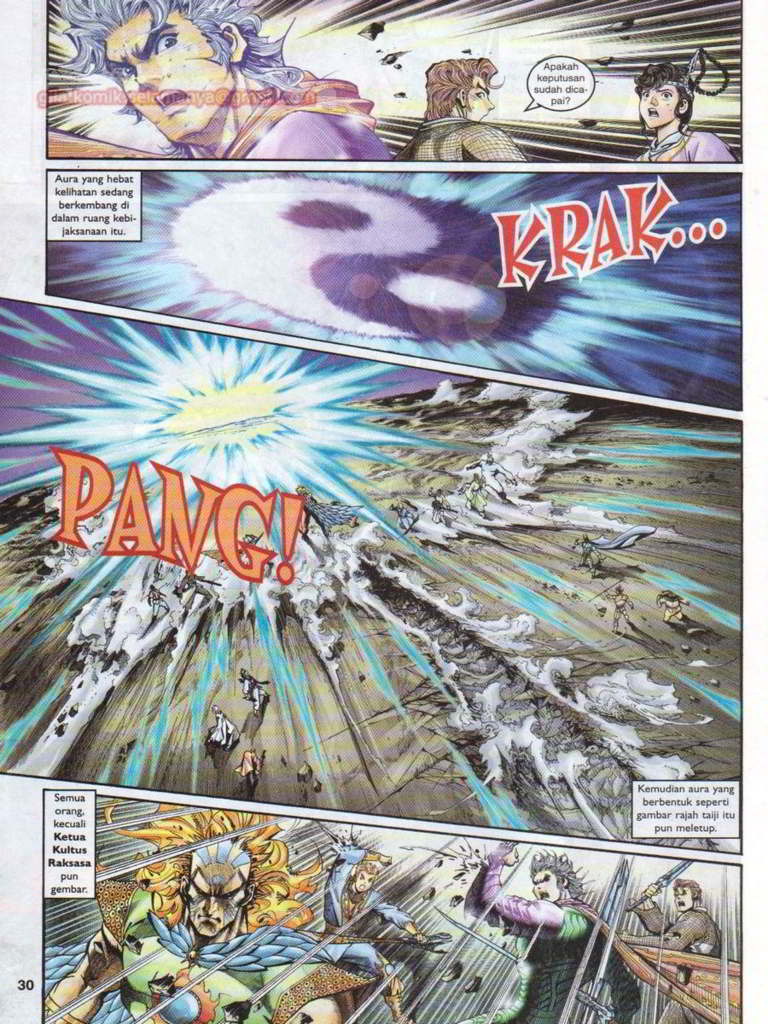 Apakah
keputusan
sudah dica-
pai?
Aura yang hebat
kelihatan sedang
berkembang di
dalam ruang kebi-
jaksanaan itu.
KRAK...
PANG!
Kemudian aura yang
berbentuk seperti
gambar rajah taiji itu
pun meletup.
Semua
orang,
kecuali
Ketua
Kultus
Raksasa
pun
gembar.
30